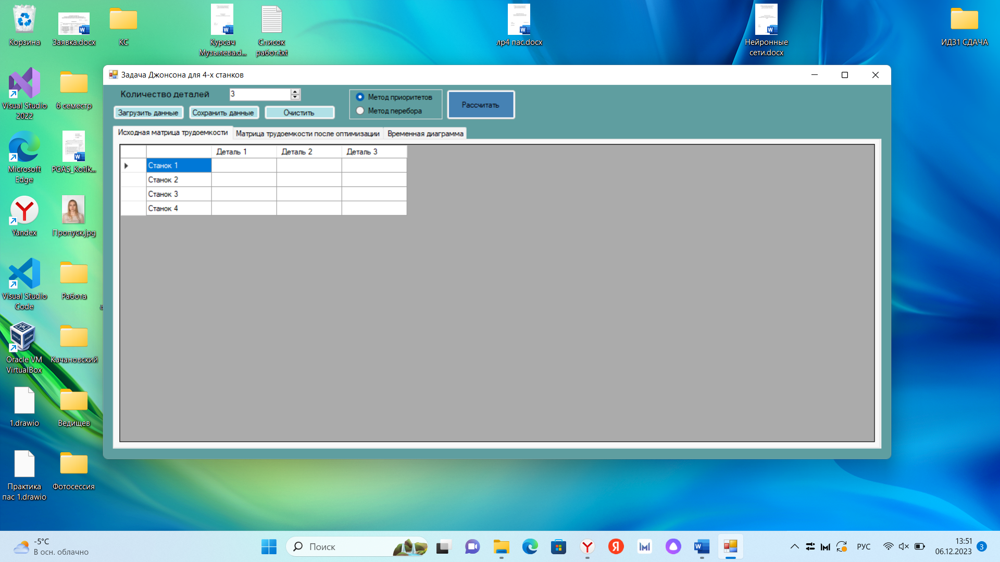 Корзина
Заявка.docx
КС
Курсач
Музылева.d...
Список
работ.txt
лр4 пас.docx
Нейронные
сети.docx
ИДЗ1 СДАЧА
Visual Studio
2022
6 семестр
Microsoft
Edge
PGAS_Kotik...
Yandex
Пропуск.jpg
Visual Studio
Code
Работа
Oracle VM
VirtualBox
Качановский
1.drawio
Ведищев
Практика
пас 1.drawio
Фотосессия
Задача Джонсона для 4-х станков
Количество деталей 3
Загрузить данные Сохранить данные Очистить
Метод приоритетов
Метод перебора
Рассчитать
Исходная матрица трудоемкости Матрица трудоемкости после оптимизации Временная диаграмма
Деталь 1 Деталь 2 Деталь 3
Станок 1
Станок 2
Станок 3
Станок 4
-5°C
В осн. облачно
Поиск
РУС
13:51
06.12.2023
3